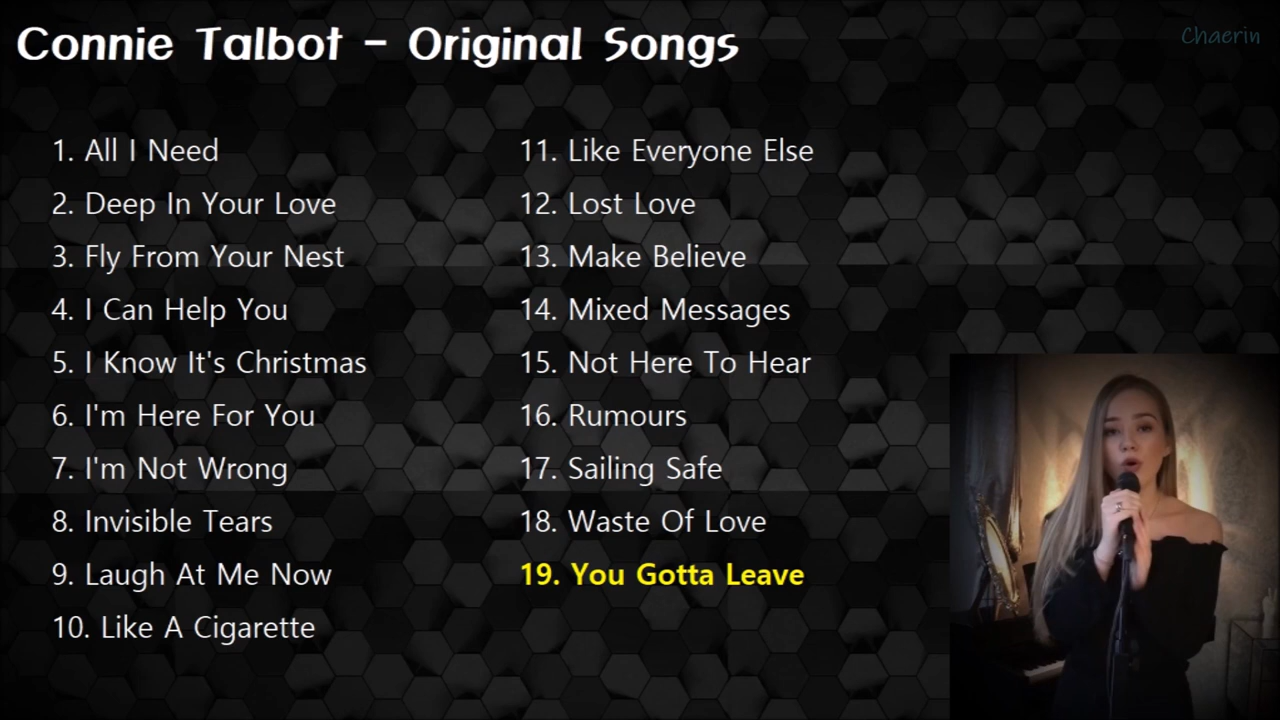 Connie Talbot - Original Songs
Chaerin
1. All I Need
2. Deep In Your Love
3. Fly From Your Nest
4. I Can Help You
5. I Know It's Christmas
6. I'm Here For You
7. I'm Not Wrong
8. Invisible Tears
9. Laugh At Me Now
10. Like A Cigarette
11. Like Everyone Else
12. Lost Love
13. Make Believe
14. Mixed Messages
15. Not Here To Hear
16. Rumours
17. Sailing Safe
18. Waste Of Love
19. You Gotta Leave